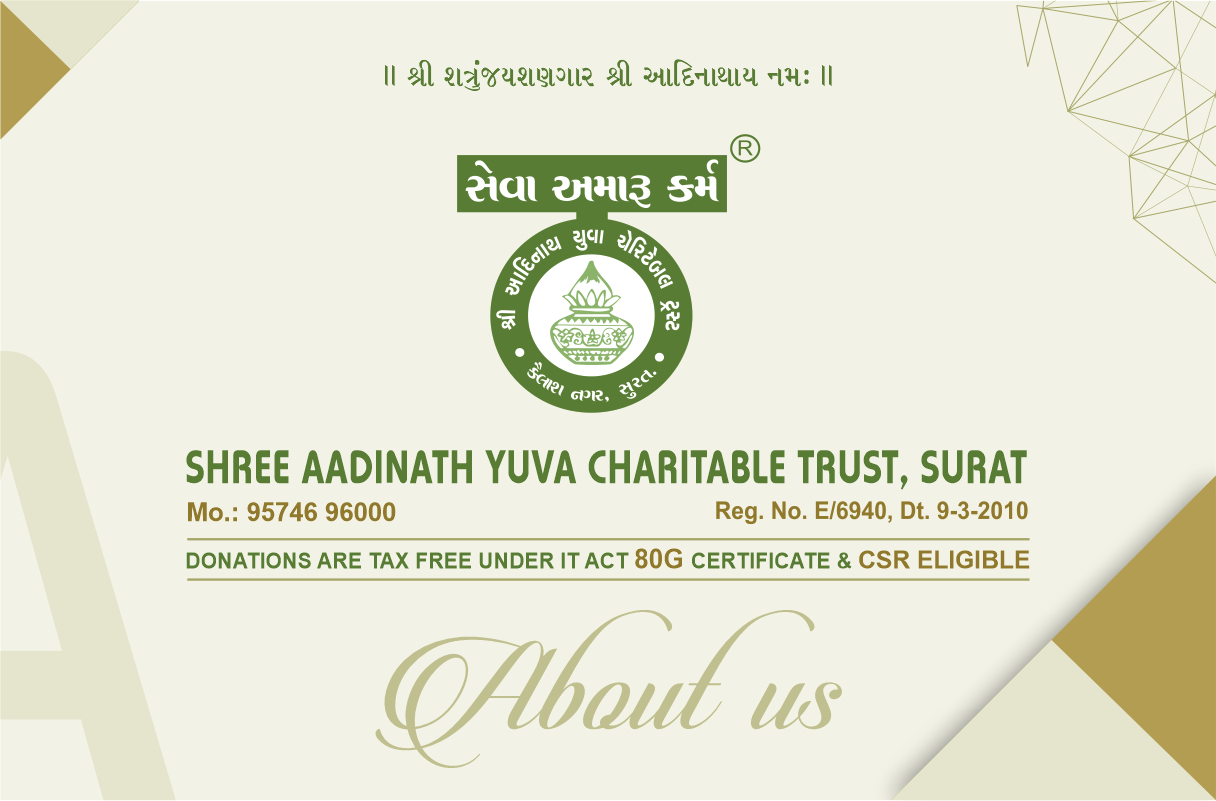 ॥ શ્રી શત્રુંજયશણગાર શ્રી આદિનાથાય નમઃ ॥
®
સેવા અમારૂ કર્મ
શ્રી આદિનાથ યુવા ચેરિટેબલ ટ્રસ્ટ
• કૈલાશ નગર, સુરત. •
SHREE AADINATH YUVA CHARITABLE TRUST, SURAT
Mo.: 95746 96000 Reg. No. E/6940, Dt. 9-3-2010
DONATIONS ARE TAX FREE UNDER IT ACT 80G CERTIFICATE & CSR ELIGIBLE
About us